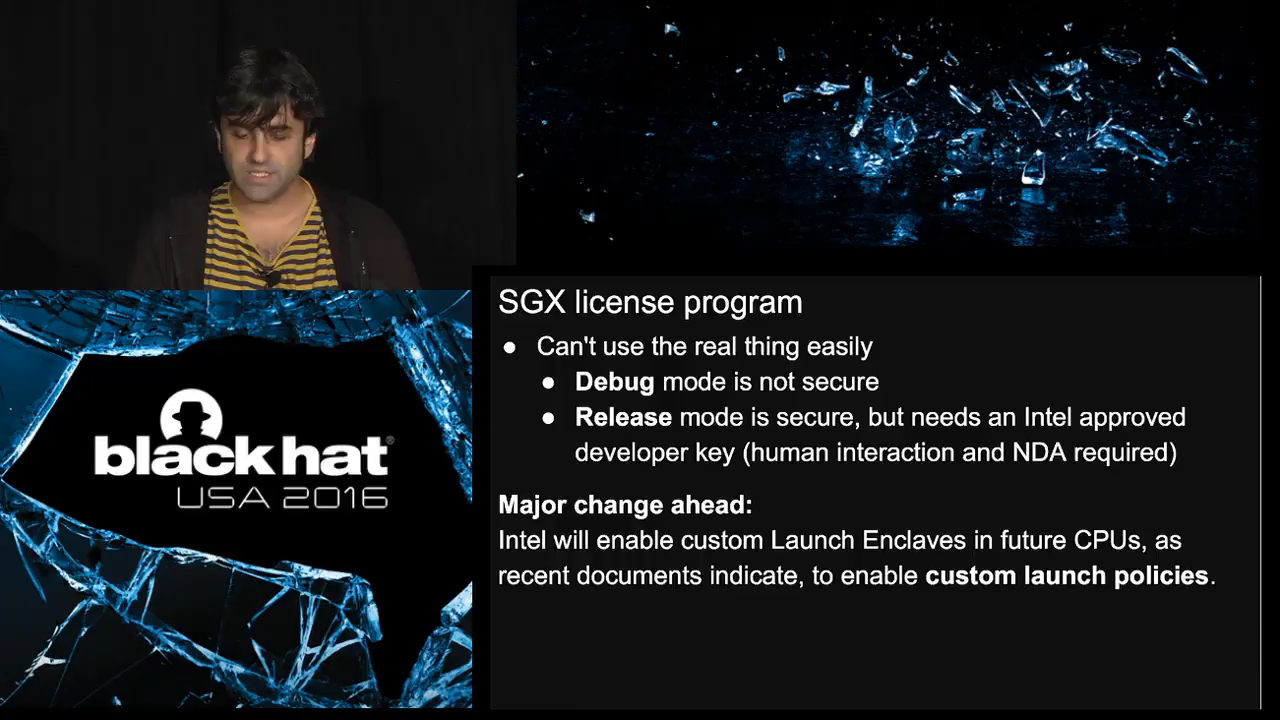 SGX license program
● Can't use the real thing easily
● Debug mode is not secure
● Release mode is secure, but needs an Intel approved
developer key (human interaction and NDA required)
Major change ahead:
Intel will enable custom Launch Enclaves in future CPUs, as
recent documents indicate, to enable custom launch policies.
black hat®
USA 2016